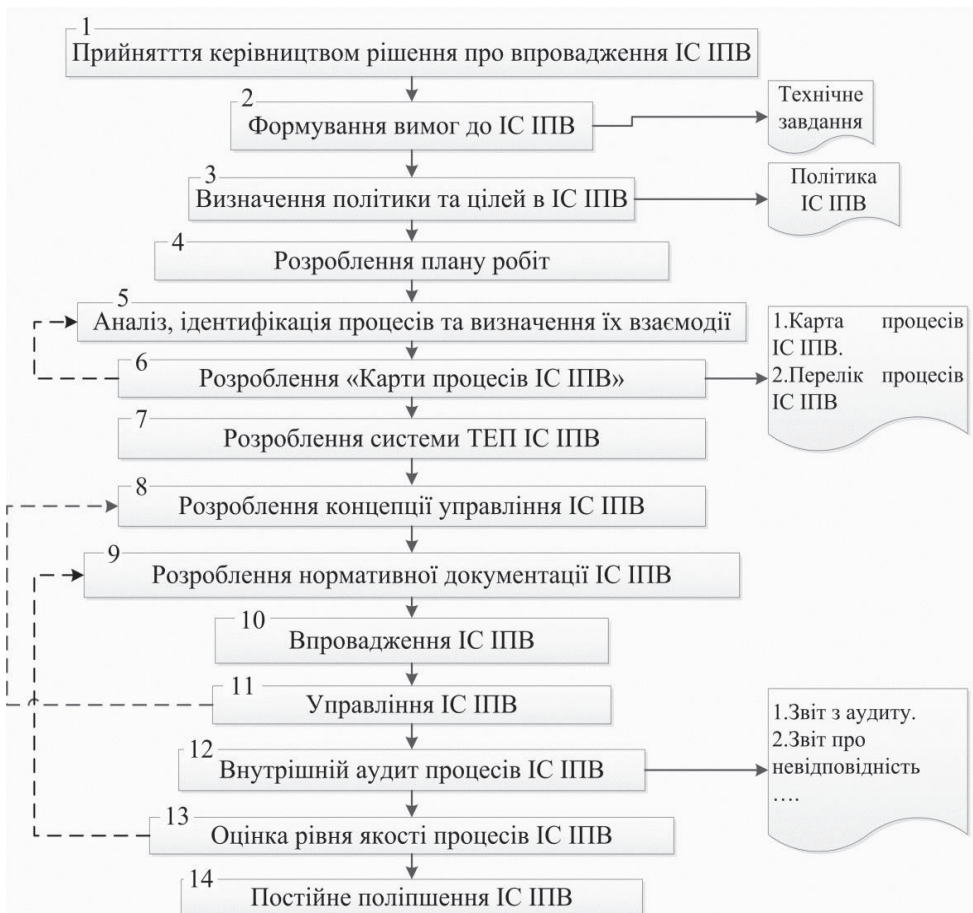 1
Прийнятття керівництвом рішення про впровадження ІС ІПВ
2
Формування вимог до ІС ІПВ
Технічне
завдання
3
Визначення політики та цілей в ІС ІПВ
Політика
ІС ІПВ
4
Розроблення плану робіт
5
Аналіз, ідентифікація процесів та визначення їх взаємодії
6
Розроблення «Карти процесів ІС ІПВ»
1.Карта процесів
ІС ІПВ.
2.Перелік процесів
ІС ІПВ
7
Розроблення системи ТЕП ІС ІПВ
8
Розроблення концепції управління ІС ІПВ
9
Розроблення нормативної документації ІС ІПВ
10
Впровадження ІС ІПВ
11
Управління ІС ІПВ
12
Внутрішній аудит процесів ІС ІПВ
1.Звіт з аудиту.
2.Звіт про
невідповідність
....
13
Оцінка рівня якості процесів ІС ІПВ
14
Постійне поліпшення ІС ІПВ